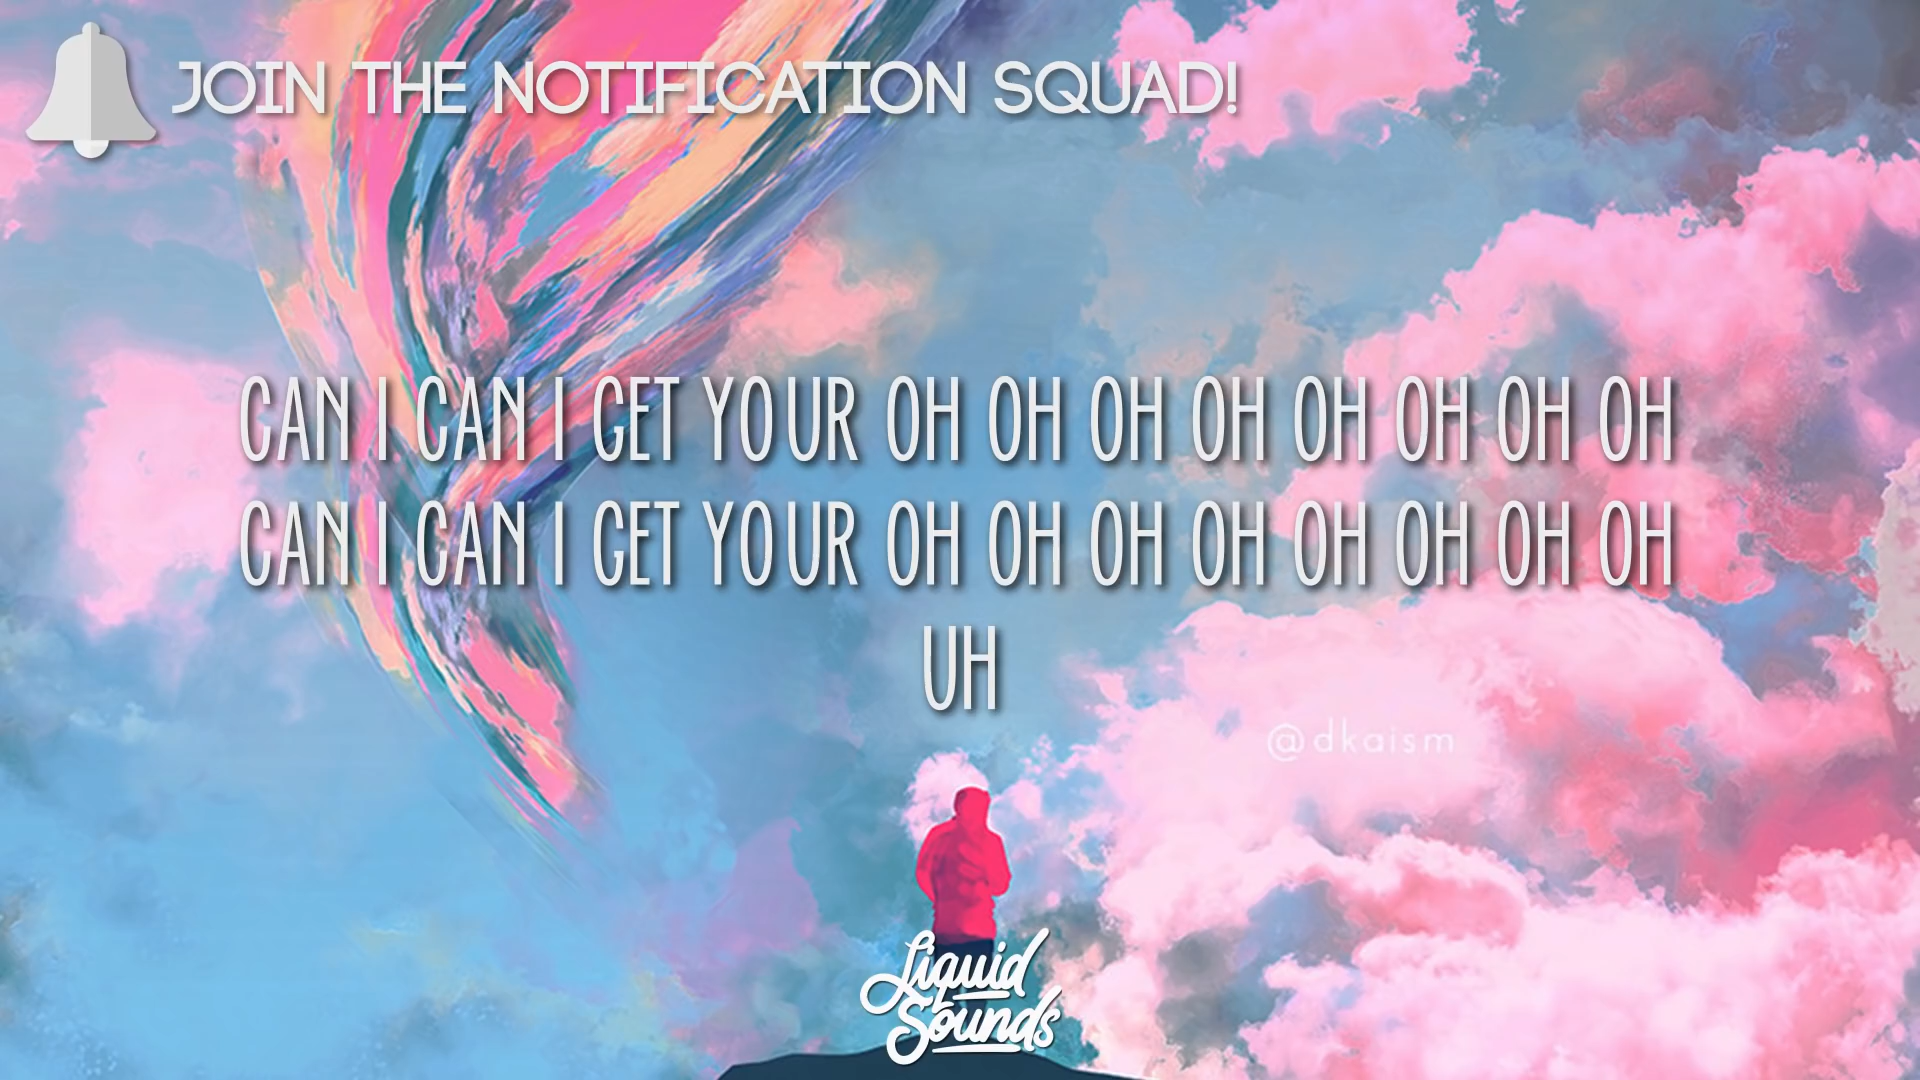 JOIN THE NOTIFICATION SQUAD!
CAN I CAN I GET YOUR OH OH OH OH OH OH OH OH
CAN I CAN I GET YOUR OH OH OH OH OH OH OH OH
UH
@dkaism
Liquid
Sounds